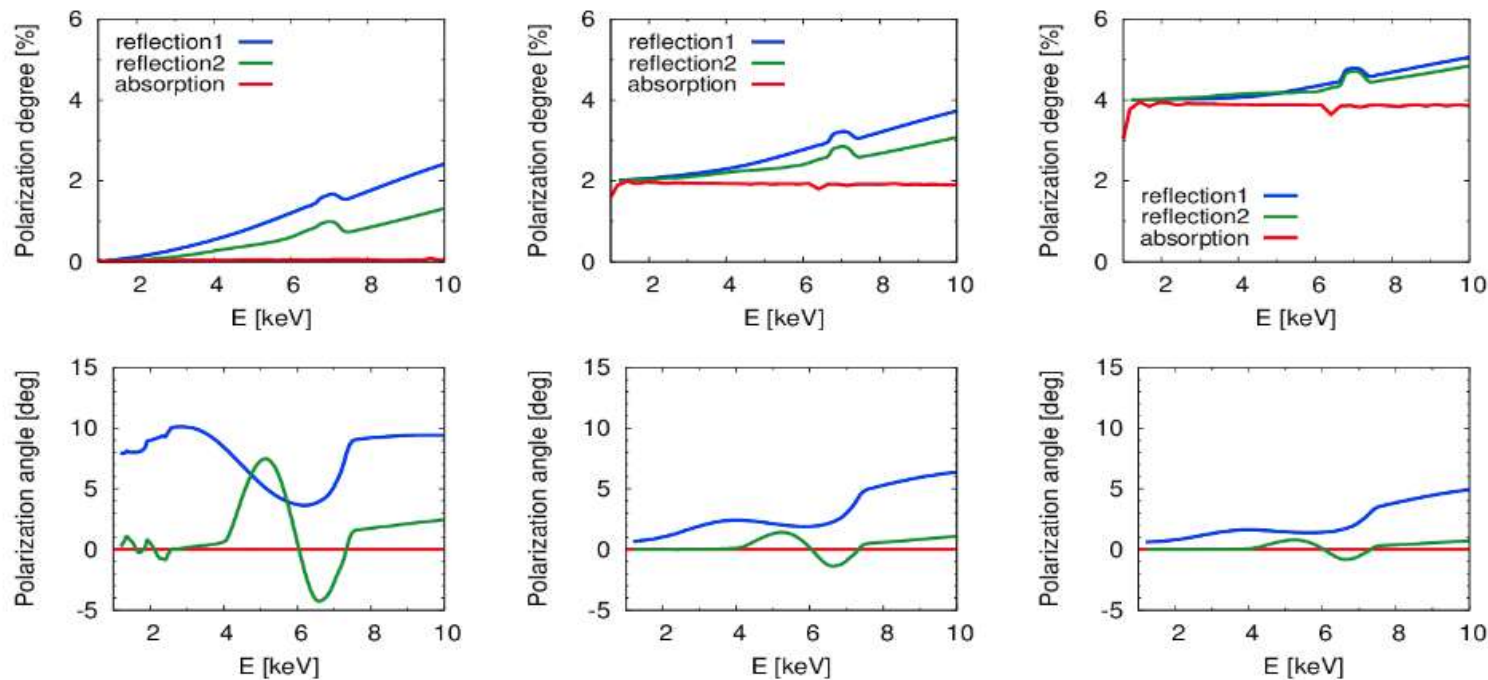 Polarization degree [%]
6
4
2
0
reflection1
reflection2
absorption
2 4 6 8 10
E [keV]
Polarization degree [%]
6
4
2
0
reflection1
reflection2
absorption
2 4 6 8 10
E [keV]
Polarization degree [%]
6
4
2
0
reflection1
reflection2
absorption
2 4 6 8 10
E [keV]
Polarization angle [deg]
15
10
5
0
-5
2 4 6 8 10
E [keV]
Polarization angle [deg]
15
10
5
0
-5
2 4 6 8 10
E [keV]
Polarization angle [deg]
15
10
5
0
-5
2 4 6 8 10
E [keV]